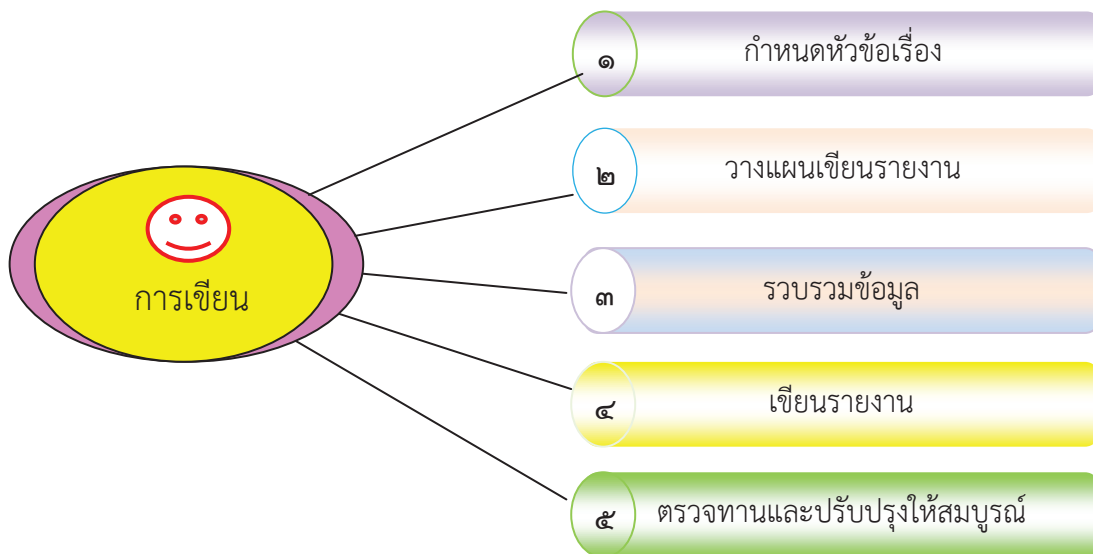 การเขียน
๑ กำหนดหัวข้อเรื่อง
๒ วางแผนเขียนรายงาน
๓ รวบรวมข้อมูล
๔ เขียนรายงาน
๕ ตรวจทานและปรับปรุงให้สมบูรณ์